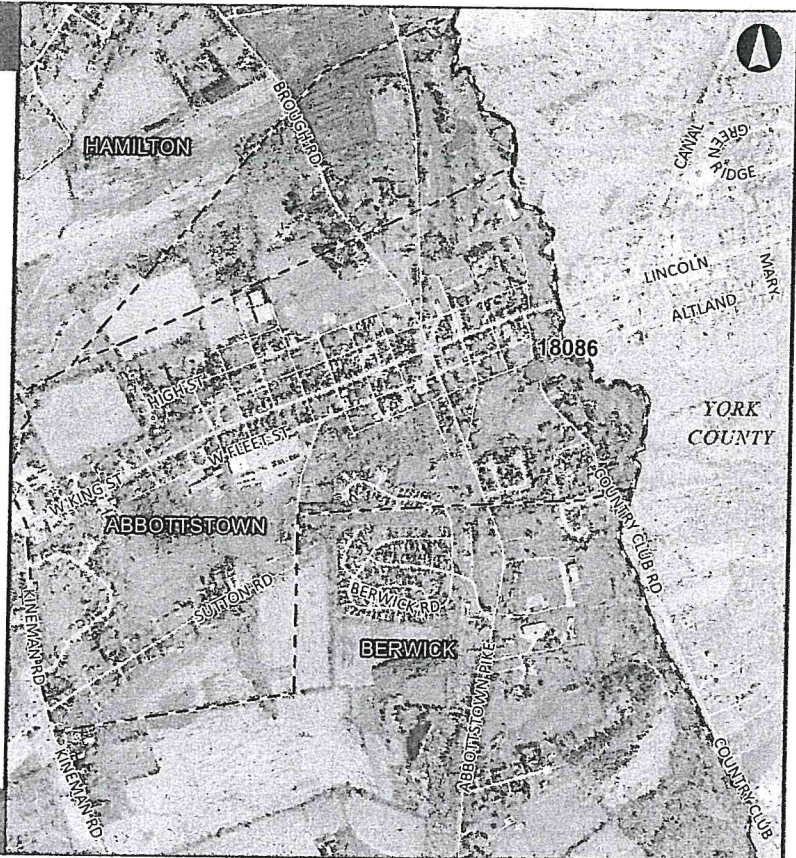 BROUGH RD
HAMILTON
CANAL
GREEN RIDGE
LINCOLN
MARY
ALTLAND
18086
HIGH ST
YORK
COUNTY
W FLEET ST
W KING ST
COUNTRY CLUB RD
ABBOTTSTOWN
SUTTON RD
BERWICK RD
KINEMAN RD
BERWICK
ABBOTTSTOWN PIKE
KINEMAN RD
COUNTRY CLUB